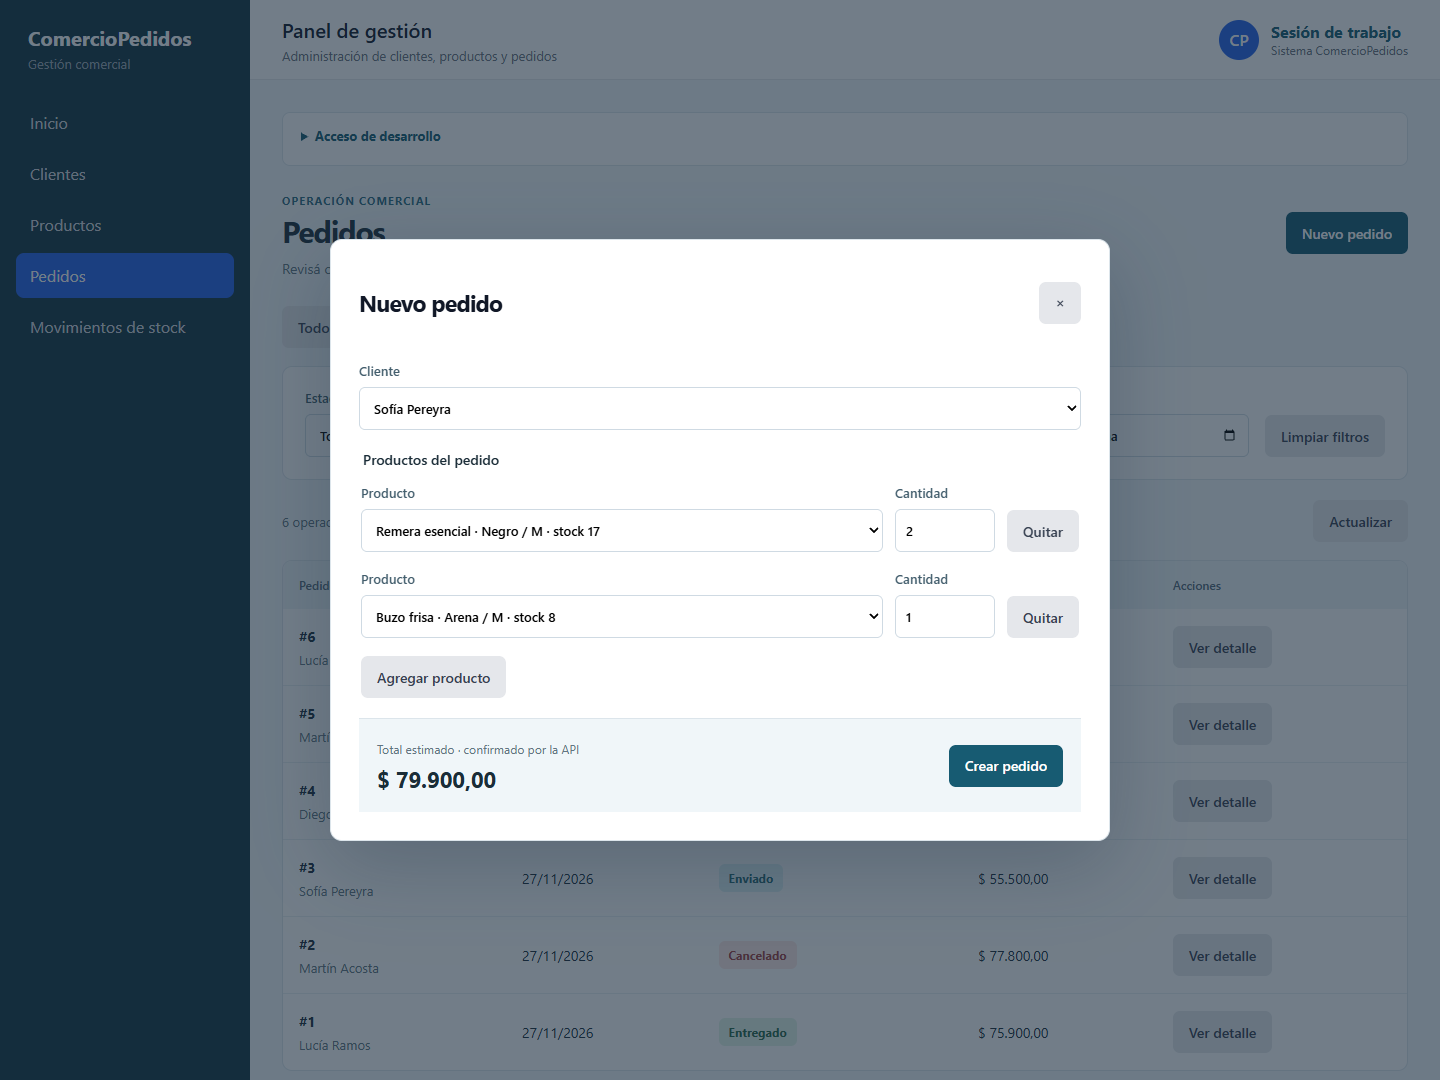 ComercioPedidos
Gestión comercial
Inicio
Clientes
Productos
Pedidos
Movimientos de stock
Panel de gestión
Administración de clientes, productos y pedidos
CP
Sesión de trabajo
Sistema ComercioPedidos
Acceso de desarrollo
OPERACIÓN COMERCIAL
Pedidos
Revisá
Nuevo pedido
Limpiar filtros
6
Actualizar
Acciones
#6
Lucía
Ver detalle
#5
Ver detalle
#4
Ver detalle
#3
Sofía Pereyra
27/11/2026
Enviado
$ 55.500,00
Ver detalle
#2
Martín Acosta
27/11/2026
Cancelado
$ 77.800,00
Ver detalle
#1
Lucía Ramos
27/11/2026
Entregado
$ 75.900,00
Ver detalle
Nuevo pedido
×
Cliente
Sofía Pereyra
Productos del pedido
Producto
Cantidad
Remera esencial · Negro / M · stock 17
2
Quitar
Producto
Cantidad
Buzo frisa · Arena / M · stock 8
1
Quitar
Agregar producto
Total estimado · confirmado por la API
$ 79.900,00
Crear pedido